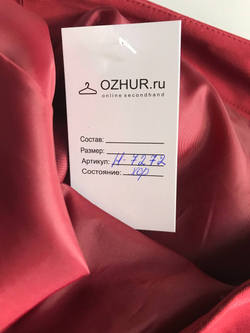 OZHUR.ru
online secondhand
Состав:
Размер:
Артикул: Н-7272
Состояние: хор